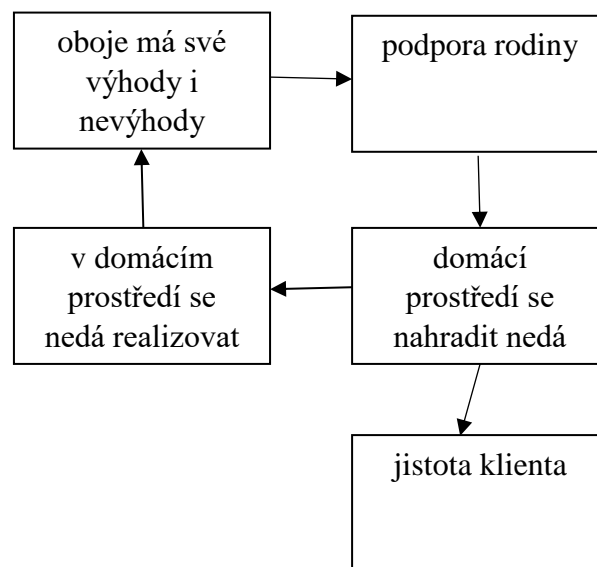 oboje má své
výhody i
nevýhody
podpora rodiny
v domácím
prostředí se
nedá realizovat
domácí
prostředí se
nahradit nedá
jistota klienta